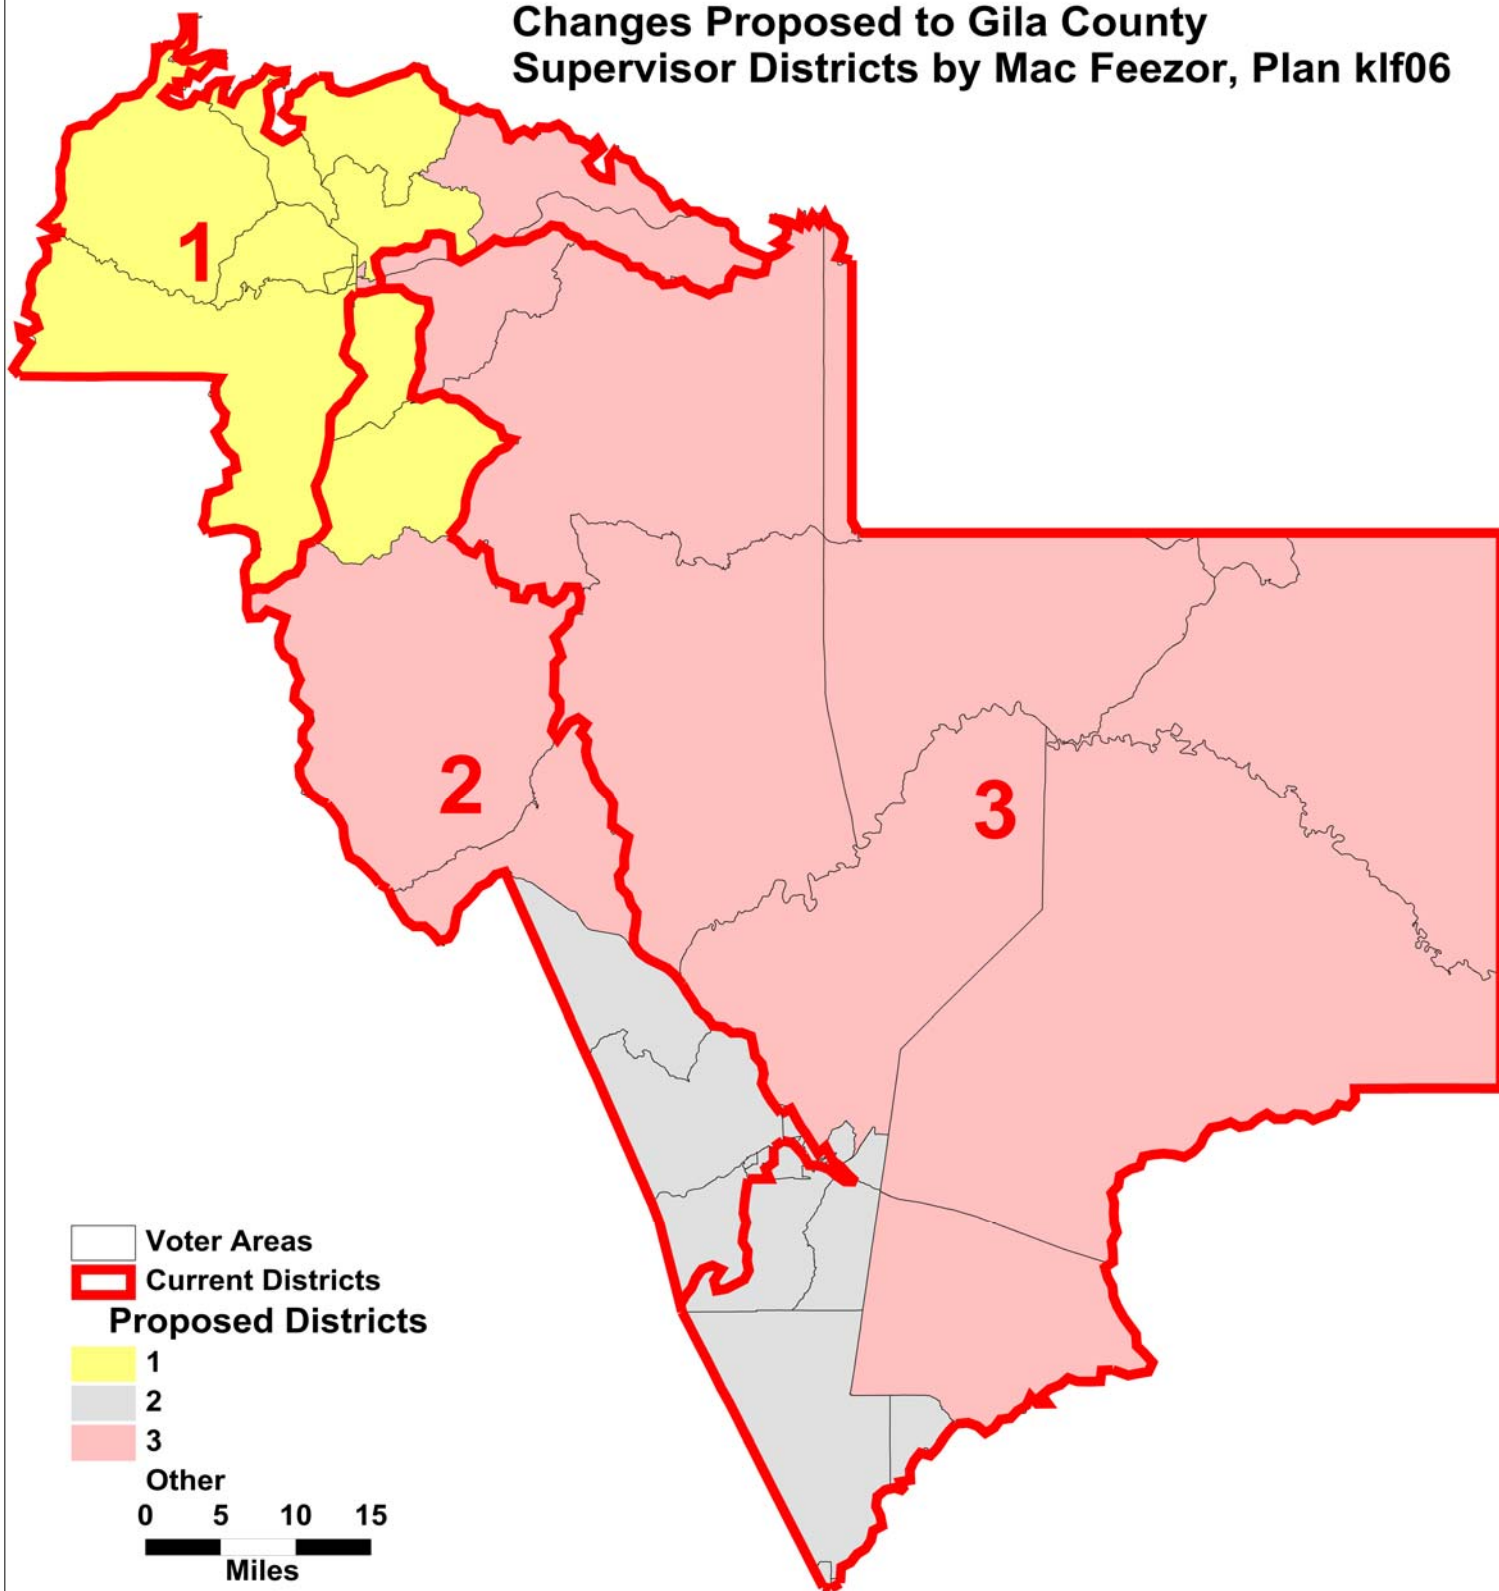 Changes Proposed to Gila County
Supervisor Districts by Mac Feezor, Plan klf06
1
2
3
Voter Areas
Current Districts
Proposed Districts
1
2
3
Other
0 5 10 15
Miles